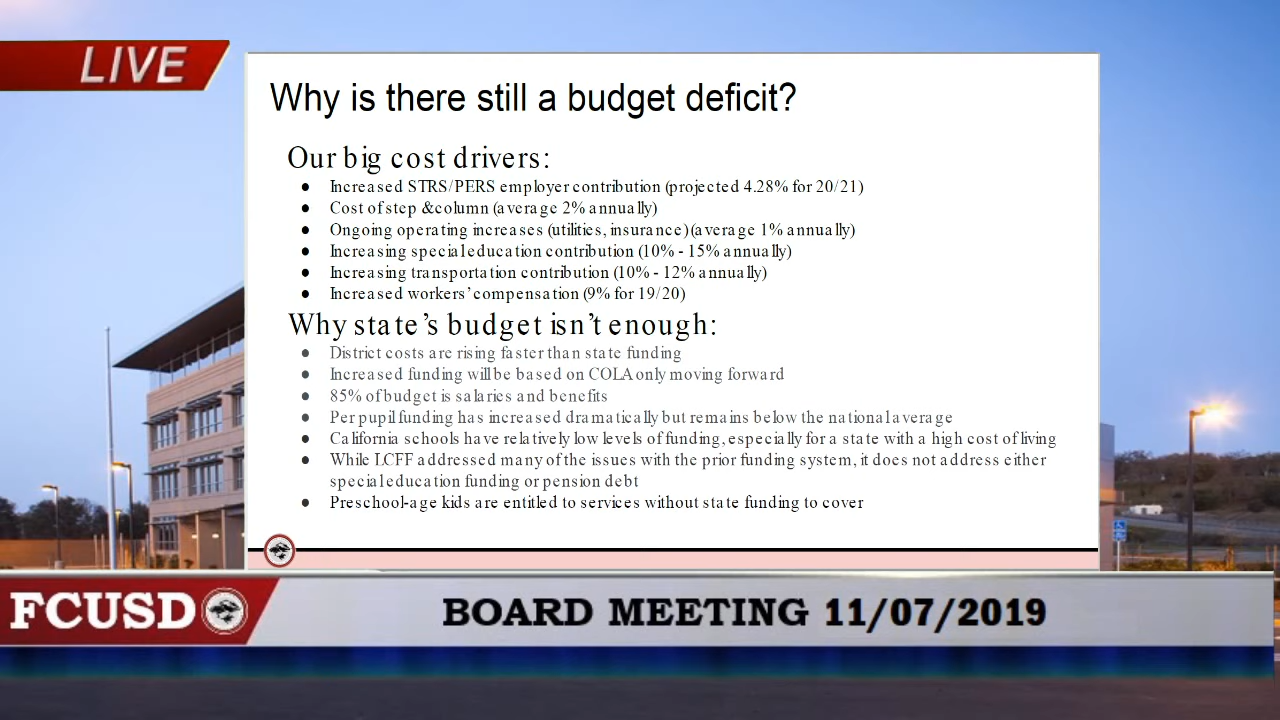 LIVE
Why is there still a budget deficit?
Our big cost drivers:
● Increased STRS/PERS employer contribution (projected 4.28% for 20/21)
● Cost of step &column (average 2% annually)
● Ongoing operating increases (utilities, insurance)(average 1% annually)
● Increasing special education contribution (10% - 15% annually)
● Increasing transportation contribution (10% - 12% annually)
● Increased workers’ compensation (9% for 19/20)
Why state’s budget isn’t enough:
● District costs are rising faster than state funding
● Increased funding will be based on COLA only moving forward
● 85% of budget is salaries and benefits
● Per pupil funding has increased dramatically but remains below the national average
● California schools have relatively low levels of funding, especially for a state with a high cost of living
● While LCFF addressed many of the issues with the prior funding system, it does not address either
special education funding or pension debt
● Preschool-age kids are entitled to services without state funding to cover
FCUSD
BOARD MEETING 11/07/2019